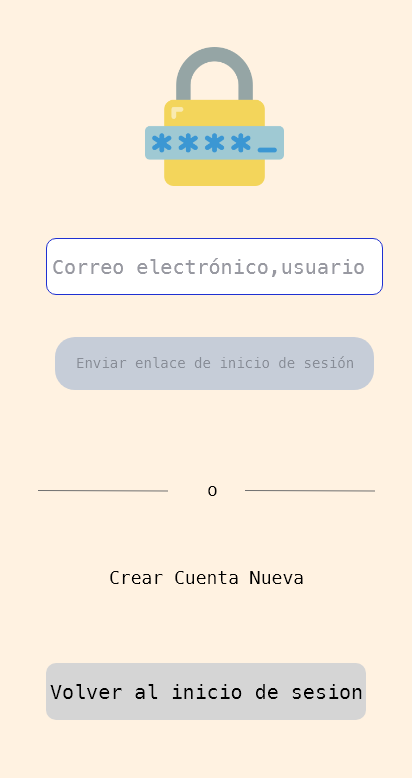 ****_
Correo electrónico,usuario
Enviar enlace de inicio de sesión
o
Crear Cuenta Nueva
Volver al inicio de sesion